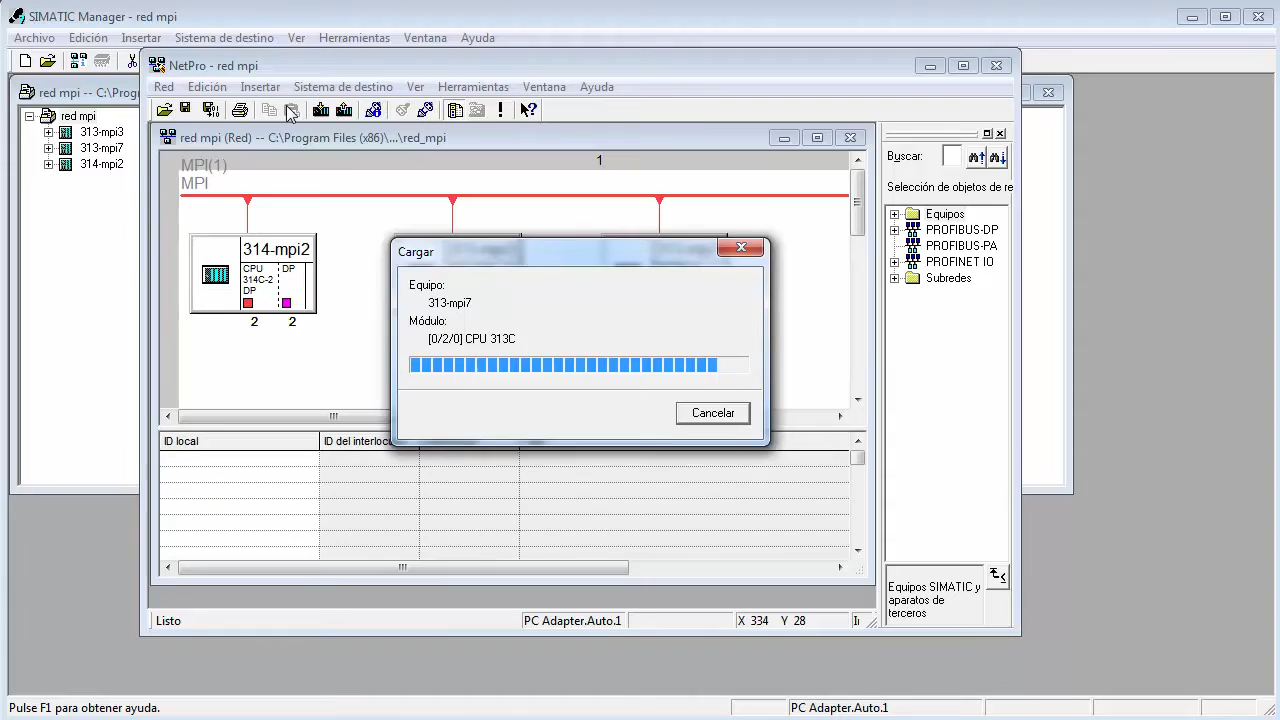 SIMATIC Manager - red mpi
Archivo Edición Insertar Sistema de destino Ver Herramientas Ventana Ayuda
red mpi -- C:\Progr
red mpi
313-mpi3
313-mpi7
314-mpi2
NetPro - red mpi
Red Edición Insertar Sistema de destino Ver Herramientas Ventana Ayuda
red mpi (Red) -- C:\Program Files (x86)\...\red_mpi
1
MPI(1)
MPI
314-mpi2
CPU 314C-2 DP
DP
2 2
Cargar
Equipo:
313-mpi7
Módulo:
[0/2/0] CPU 313C
Cancelar
ID local
ID del interloc
Buscar:
Selección de objetos de re
Equipos
PROFIBUS-DP
PROFIBUS-PA
PROFINET IO
Subredes
Equipos SIMATIC y
aparatos de
terceros
Listo
PC Adapter.Auto.1
X 334 Y 28
Pulse F1 para obtener ayuda.
PC Adapter.Auto.1